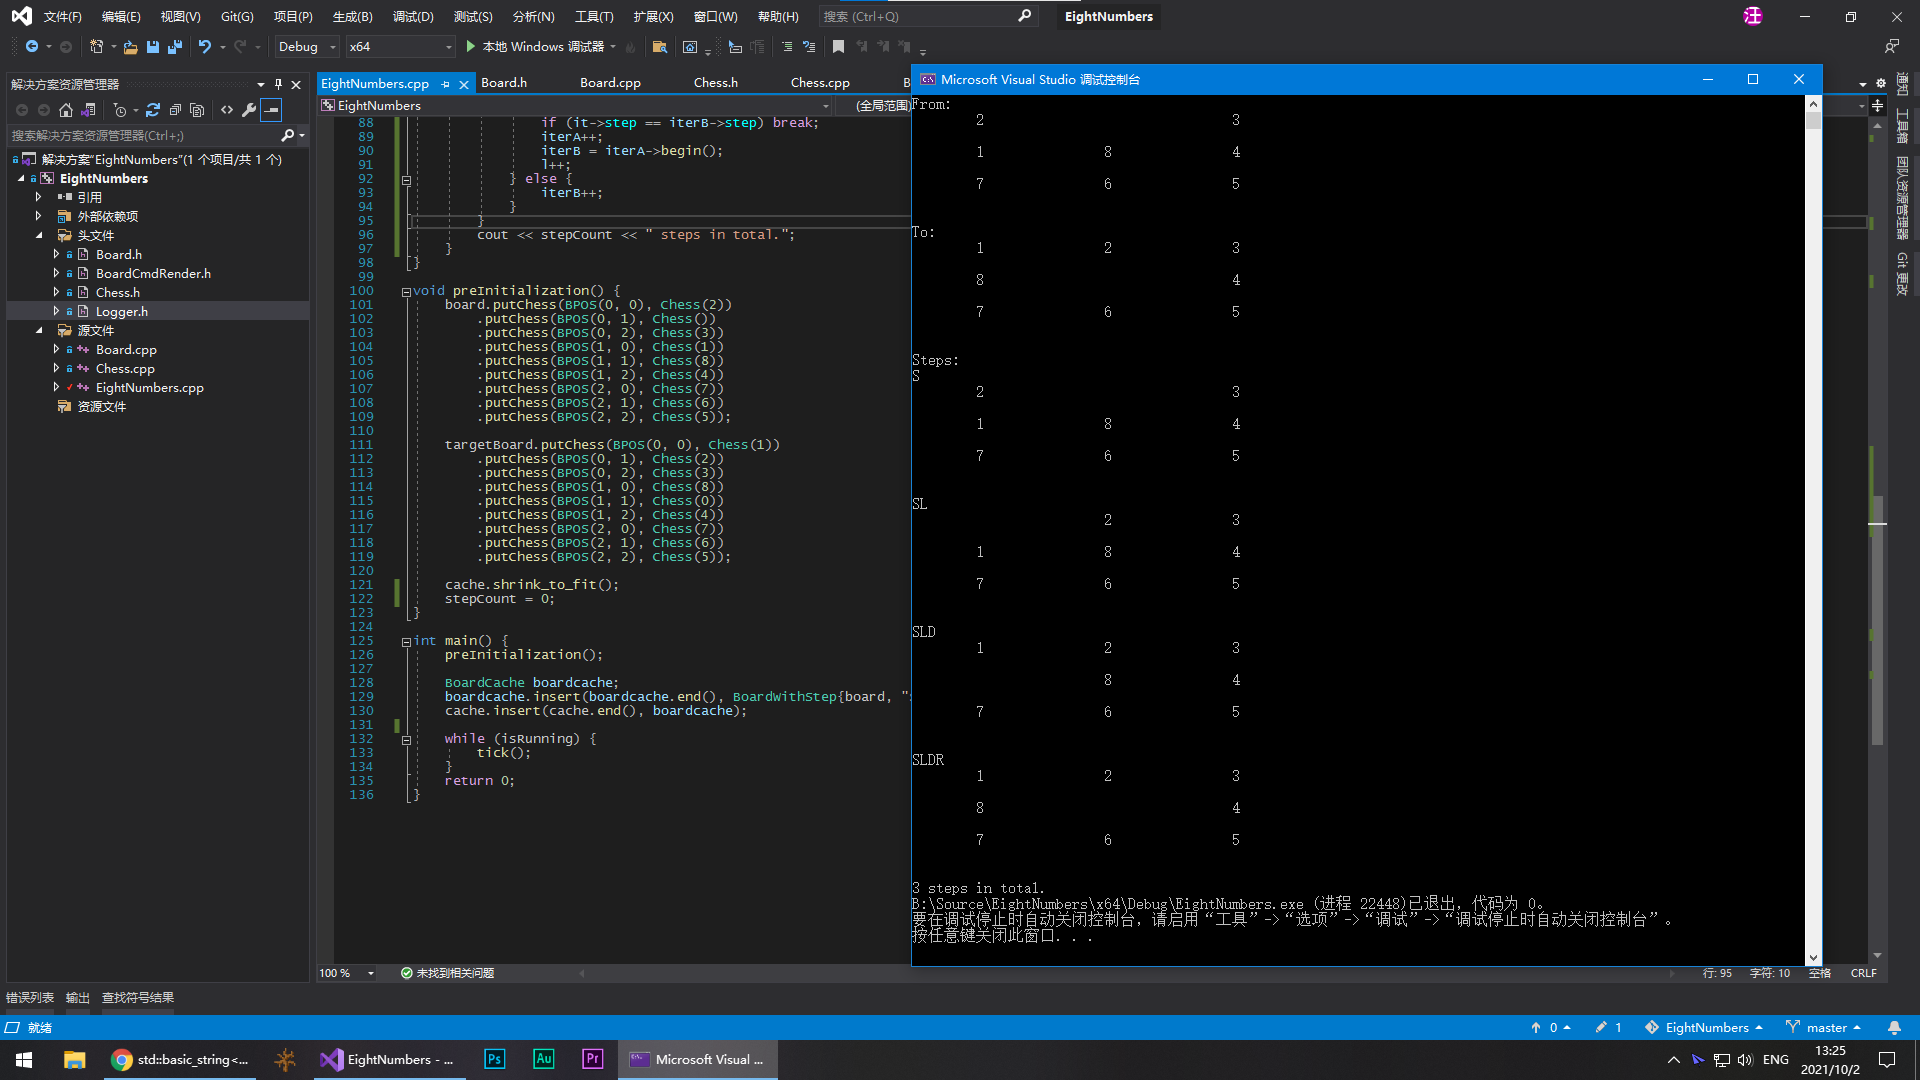 文件(F) 编辑(E) 视图(V) Git(G) 项目(P) 生成(B) 调试(D) 测试(S) 分析(N) 工具(T) 扩展(X) 窗口(W) 帮助(H) 搜索 (Ctrl+Q) EightNumbers 汪
Debug x64 本地 Windows 调试器
解决方案资源管理器
搜索解决方案资源管理器(Ctrl+;)
解决方案"EightNumbers"(1 个项目/共 1 个)
EightNumbers
引用
外部依赖项
头文件
Board.h
BoardCmdRender.h
Chess.h
Logger.h
源文件
Board.cpp
Chess.cpp
EightNumbers.cpp
资源文件
EightNumbers.cpp Board.h Board.cpp Chess.h Chess.cpp B
EightNumbers (全局范围)
88 if (it->step == iterB->step) break;
89 iterA++;
90 iterB = iterA->begin();
91 l++;
92 } else {
93 iterB++;
94 }
95 }
96 cout << stepCount << " steps in total.";
97 }
98 }
99
100 void preInitialization() {
101 board.putChess(BPOS(0, 0), Chess(2))
102 .putChess(BPOS(0, 1), Chess())
103 .putChess(BPOS(0, 2), Chess(3))
104 .putChess(BPOS(1, 0), Chess(1))
105 .putChess(BPOS(1, 1), Chess(8))
106 .putChess(BPOS(1, 2), Chess(4))
107 .putChess(BPOS(2, 0), Chess(7))
108 .putChess(BPOS(2, 1), Chess(6))
109 .putChess(BPOS(2, 2), Chess(5));
110
111 targetBoard.putChess(BPOS(0, 0), Chess(1))
112 .putChess(BPOS(0, 1), Chess(2))
113 .putChess(BPOS(0, 2), Chess(3))
114 .putChess(BPOS(1, 0), Chess(8))
115 .putChess(BPOS(1, 1), Chess(0))
116 .putChess(BPOS(1, 2), Chess(4))
117 .putChess(BPOS(2, 0), Chess(7))
118 .putChess(BPOS(2, 1), Chess(6))
119 .putChess(BPOS(2, 2), Chess(5));
120
121 cache.shrink_to_fit();
122 stepCount = 0;
123 }
124
125 int main() {
126 preInitialization();
127
128 BoardCache boardcache;
129 boardcache.insert(boardcache.end(), BoardWithStep{board, "
130 cache.insert(cache.end(), boardcache);
131
132 while (isRunning) {
133 tick();
134 }
135 return 0;
136 }
100 % 未找到相关问题
Microsoft Visual Studio 调试控制台
From:
2 3
1 8 4
7 6 5
To:
1 2 3
8 4
7 6 5
Steps:
S
2 3
1 8 4
7 6 5
SL
2 3
1 8 4
7 6 5
SLD
1 2 3
8 4
7 6 5
SLDR
1 2 3
8 4
7 6 5
3 steps in total.
B:\Source\EightNumbers\x64\Debug\EightNumbers.exe (进程 22448)已退出，代码为 0。
要在调试停止时自动关闭控制台，请启用“工具”->“选项”->“调试”->“调试停止时自动关闭控制台”。
按任意键关闭此窗口. . .
行: 95 字符: 10 空格 CRLF
通知
工具箱
团队资源管理器
Git 更改
错误列表 输出 查找符号结果
就绪 0 1 EightNumbers master
std::basic_string<... EightNumbers - ... Ps Au Pr Microsoft Visual ... ENG 13:25
2021/10/2